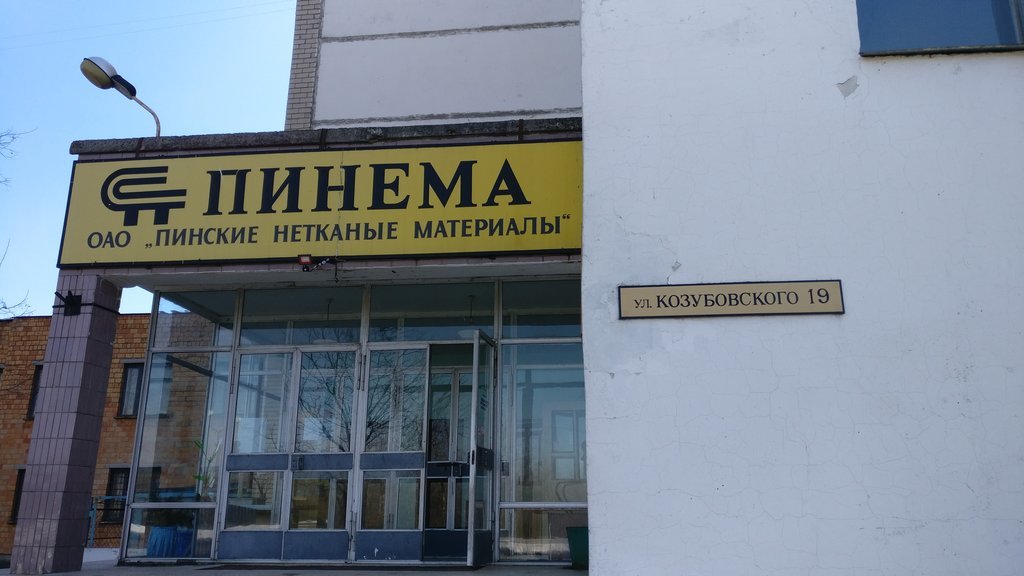 ПИНЕМА
ОАО „ПИНСКИЕ НЕТКАНЫЕ МАТЕРИАЛЫ“
УЛ. КОЗУБОВСКОГО 19